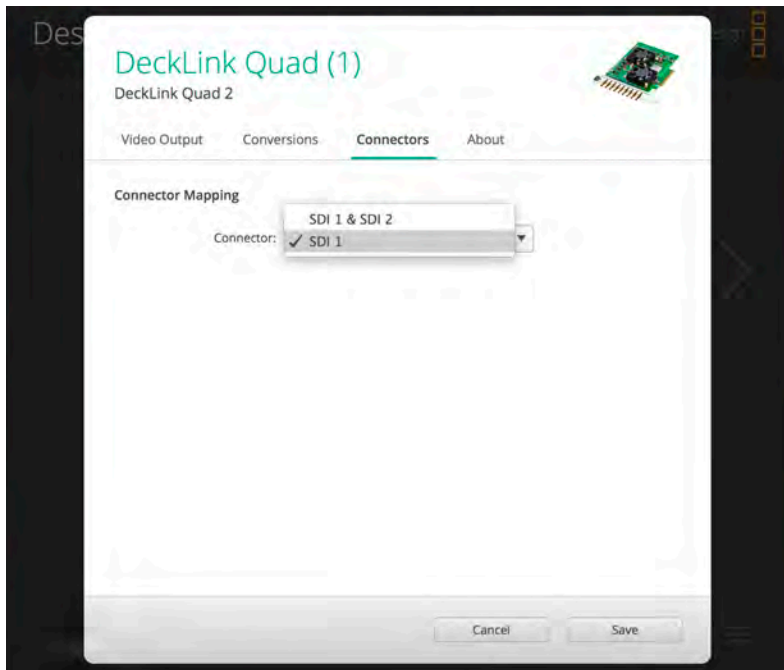 Des
DeckLink Quad (1)
DeckLink Quad 2
Video Output Conversions Connectors About
Connector Mapping
SDI 1 & SDI 2
Connector: ✓ SDI 1
Cancel Save